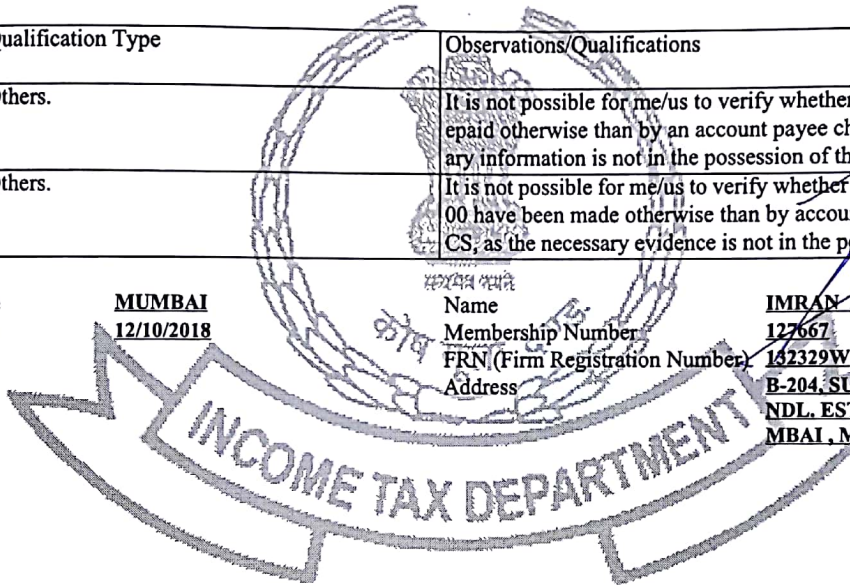 ualification Type Observations/Qualifications
thers. It is not possible for me/us to verify whether
epaid otherwise than by an account payee ch
ary information is not in the possession of th
thers. It is not possible for me/us to verify whether
00 have been made otherwise than by accou
CS, as the necessary evidence is not in the p
MUMBAI Name IMRAN
12/10/2018 Membership Number 127667
FRN (Firm Registration Number) 132329W
Address B-204, SU
NDL, EST
MBAI , M
सत्यमेव जयते
कोष मूलो दण्ड:
INCOME TAX DEPARTMENT